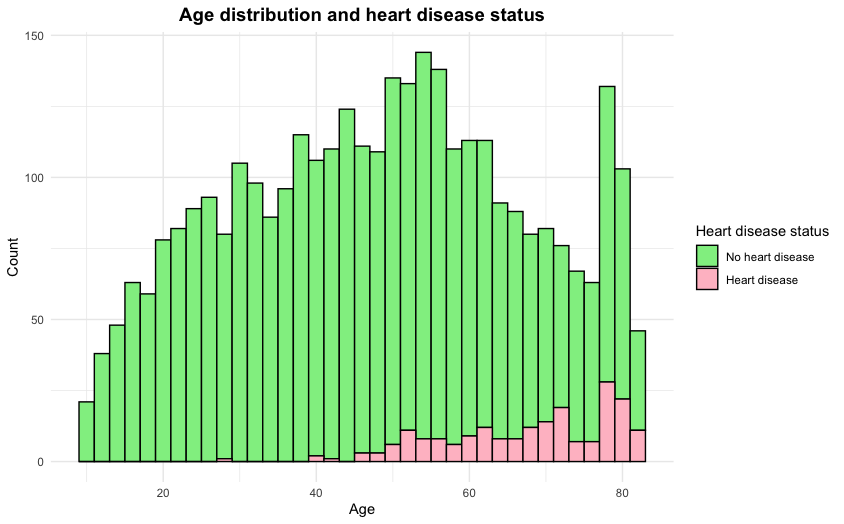 Age distribution and heart disease status
150
100
50
0
Count
20
40
60
80
Age
Heart disease status
No heart disease
Heart disease